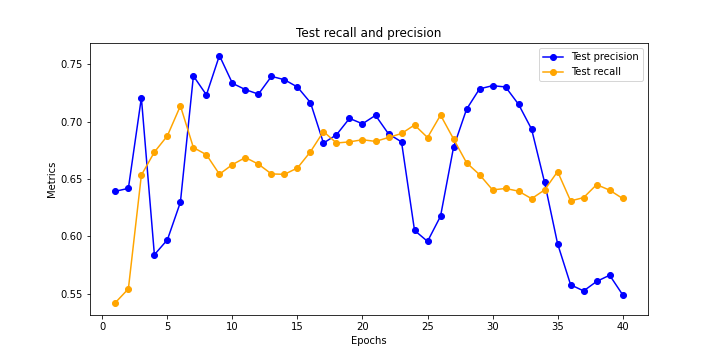 Test recall and precision
Test precision
Test recall
Metrics
0.75
0.70
0.65
0.60
0.55
0 5 10 15 20 25 30 35 40
Epochs